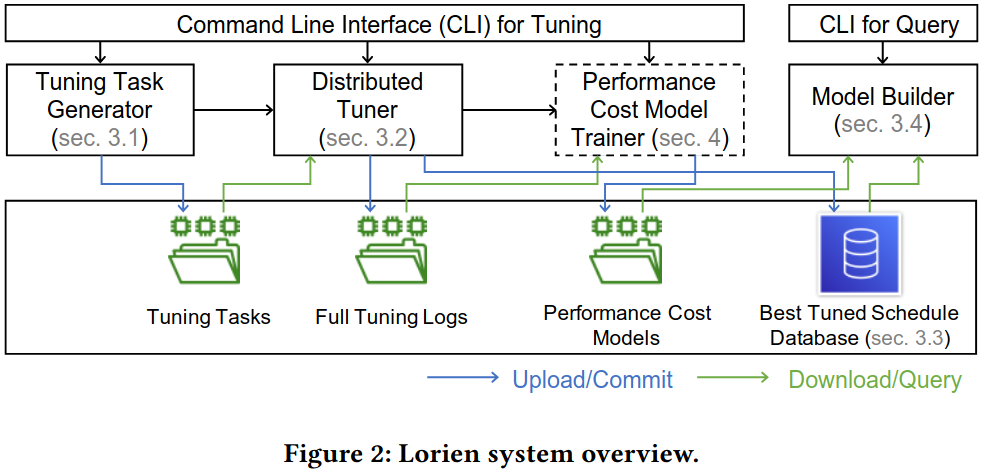 Command Line Interface (CLI) for Tuning
CLI for Query
Tuning Task
Generator
(sec. 3.1)
Distributed
Tuner
(sec. 3.2)
Performance
Cost Model
Trainer (sec. 4)
Model Builder
(sec. 3.4)
Tuning Tasks
Full Tuning Logs
Performance Cost
Models
Best Tuned Schedule
Database (sec. 3.3)
Upload/Commit
Download/Query
Figure 2: Lorien system overview.